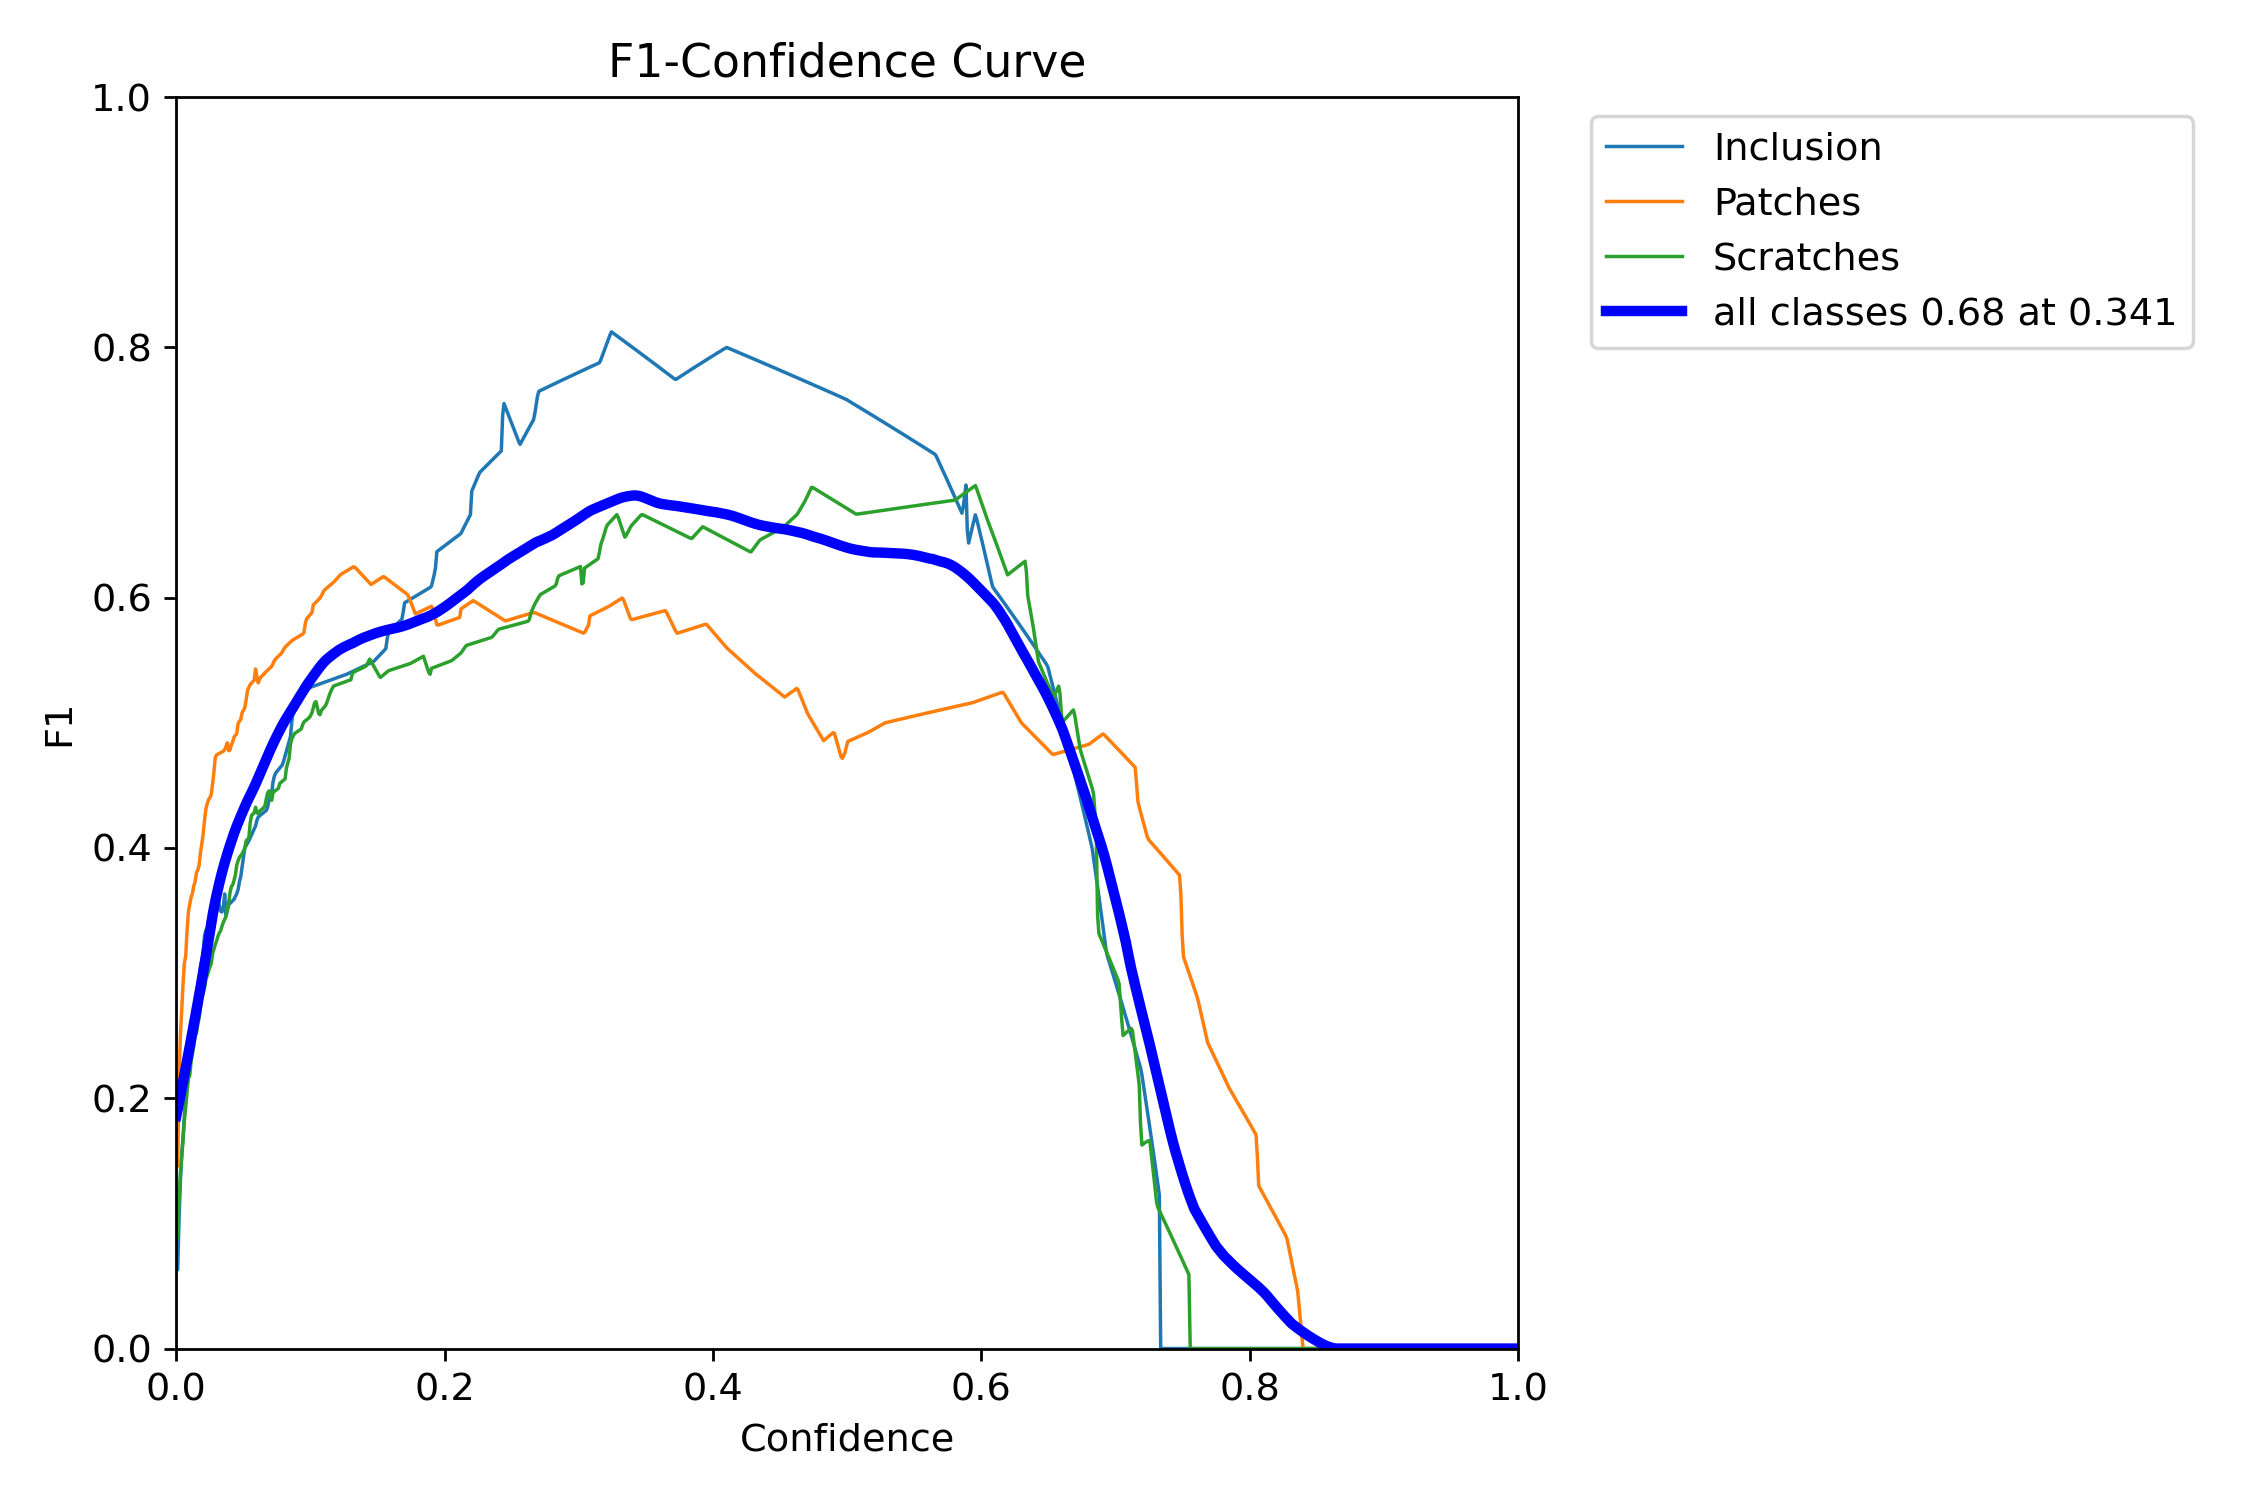 F1-Confidence Curve
1.0
0.8
0.6
0.4
0.2
0.0
F1
0.0 0.2 0.4 0.6 0.8 1.0
Confidence
Inclusion
Patches
Scratches
all classes 0.68 at 0.341